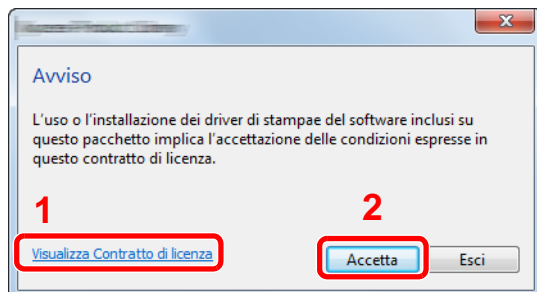 Avviso
L'uso o l'installazione dei driver di stampae del software inclusi su
questo pacchetto implica l'accettazione delle condizioni espresse in
questo contratto di licenza.
1
2
Visualizza Contratto di licenza
Accetta
Esci